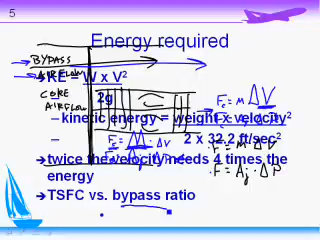 5
Energy required
BYPASS
AIRFLOW
KE = W x V²
2g
CORE
AIRFLOW
F = M ΔV
– kinetic energy = weight x velocity²
– 2 x 32.2 ft/sec²
F = M · ΔV
twice the velocity needs 4 times the
energy
F = Aj · ΔP
TSFC vs. bypass ratio